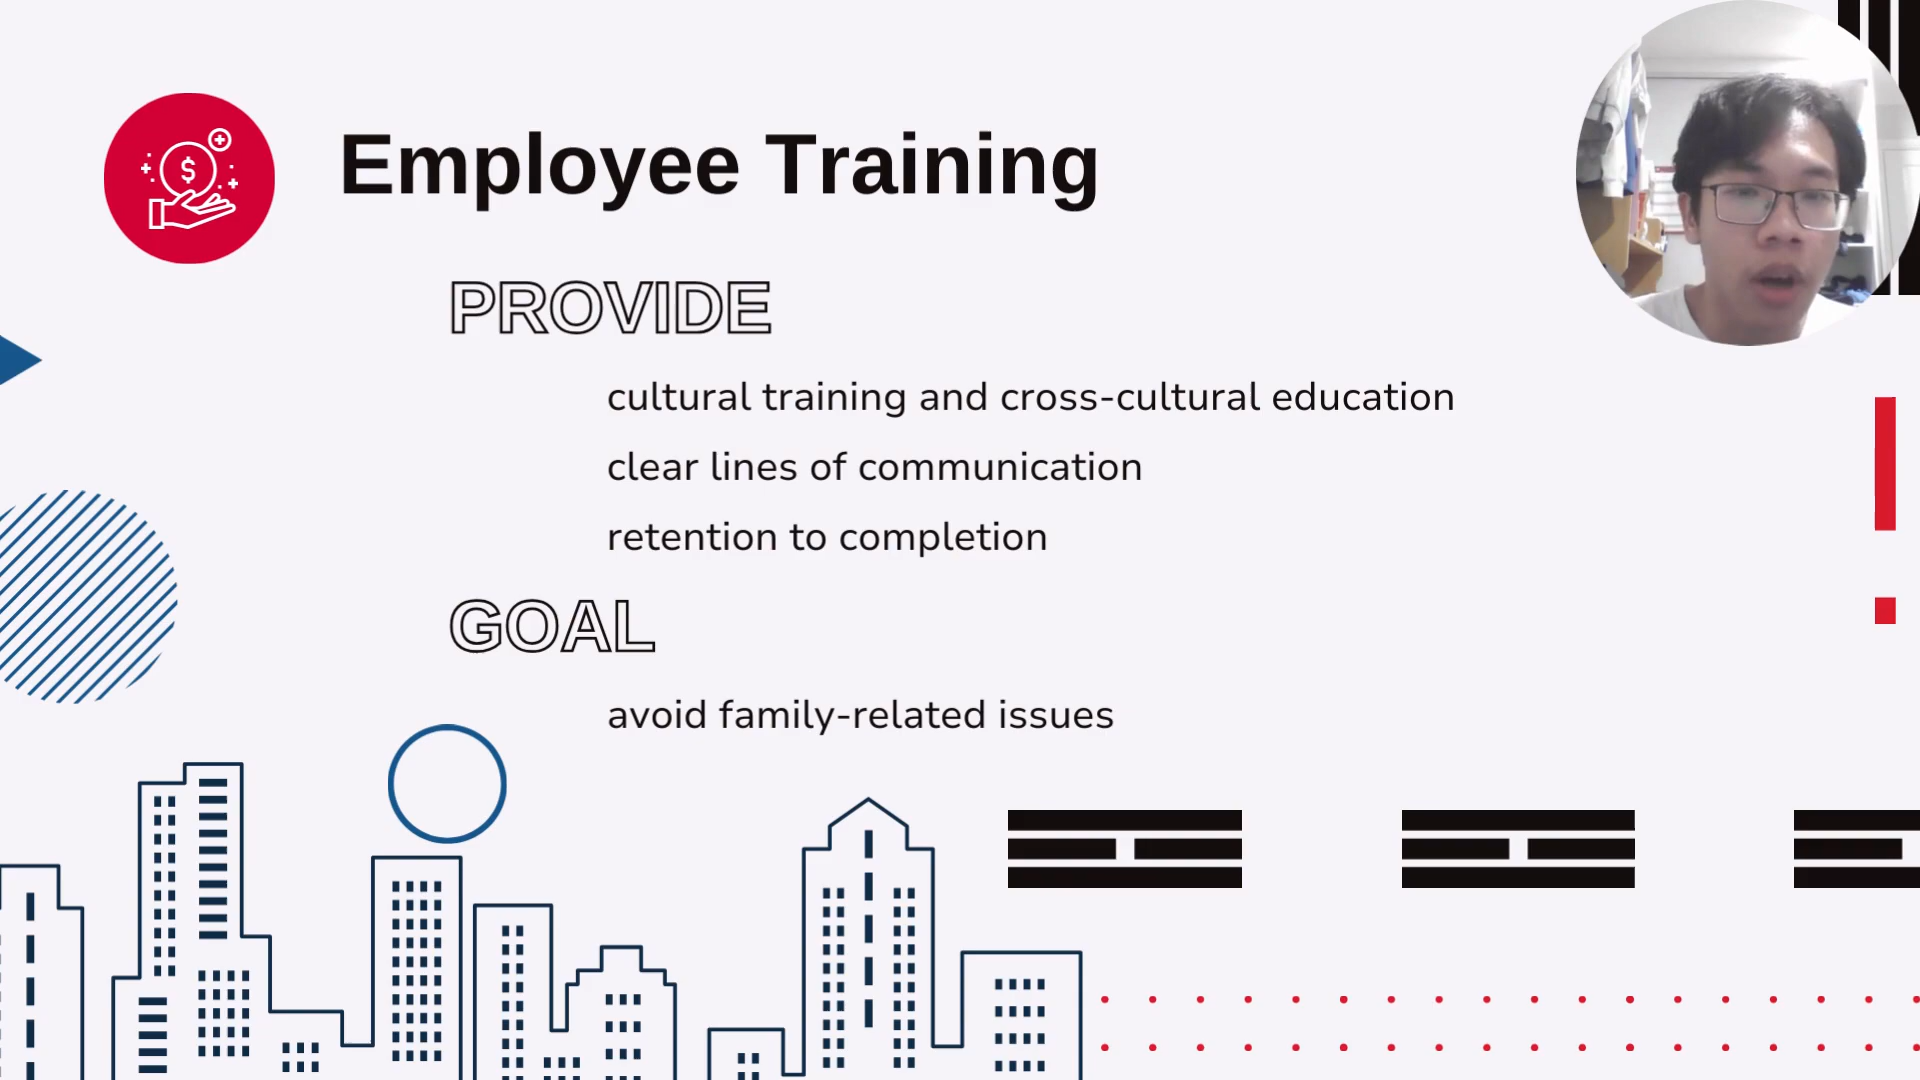 Employee Training
PROVIDE
cultural training and cross-cultural education
clear lines of communication
retention to completion
GOAL
avoid family-related issues